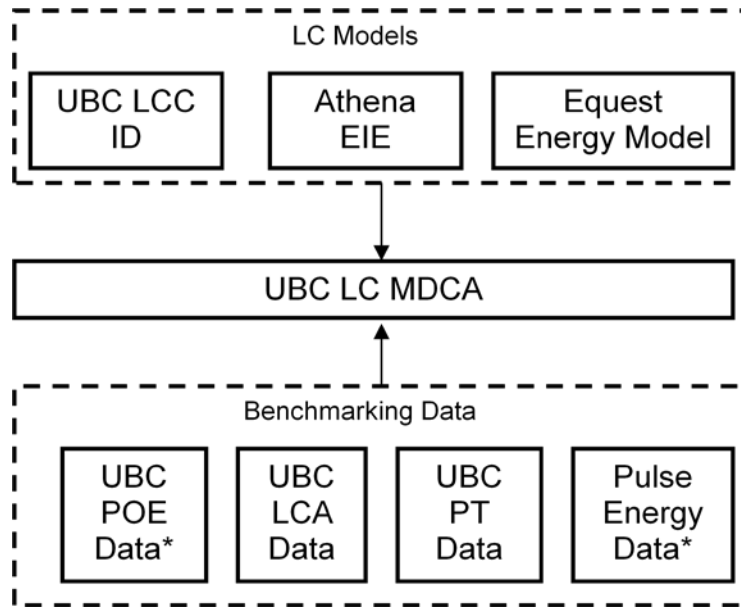 LC Models
UBC LCC
ID
Athena
EIE
Equest
Energy Model
UBC LC MDCA
Benchmarking Data
UBC
POE
Data*
UBC
LCA
Data
UBC
PT
Data
Pulse
Energy
Data*